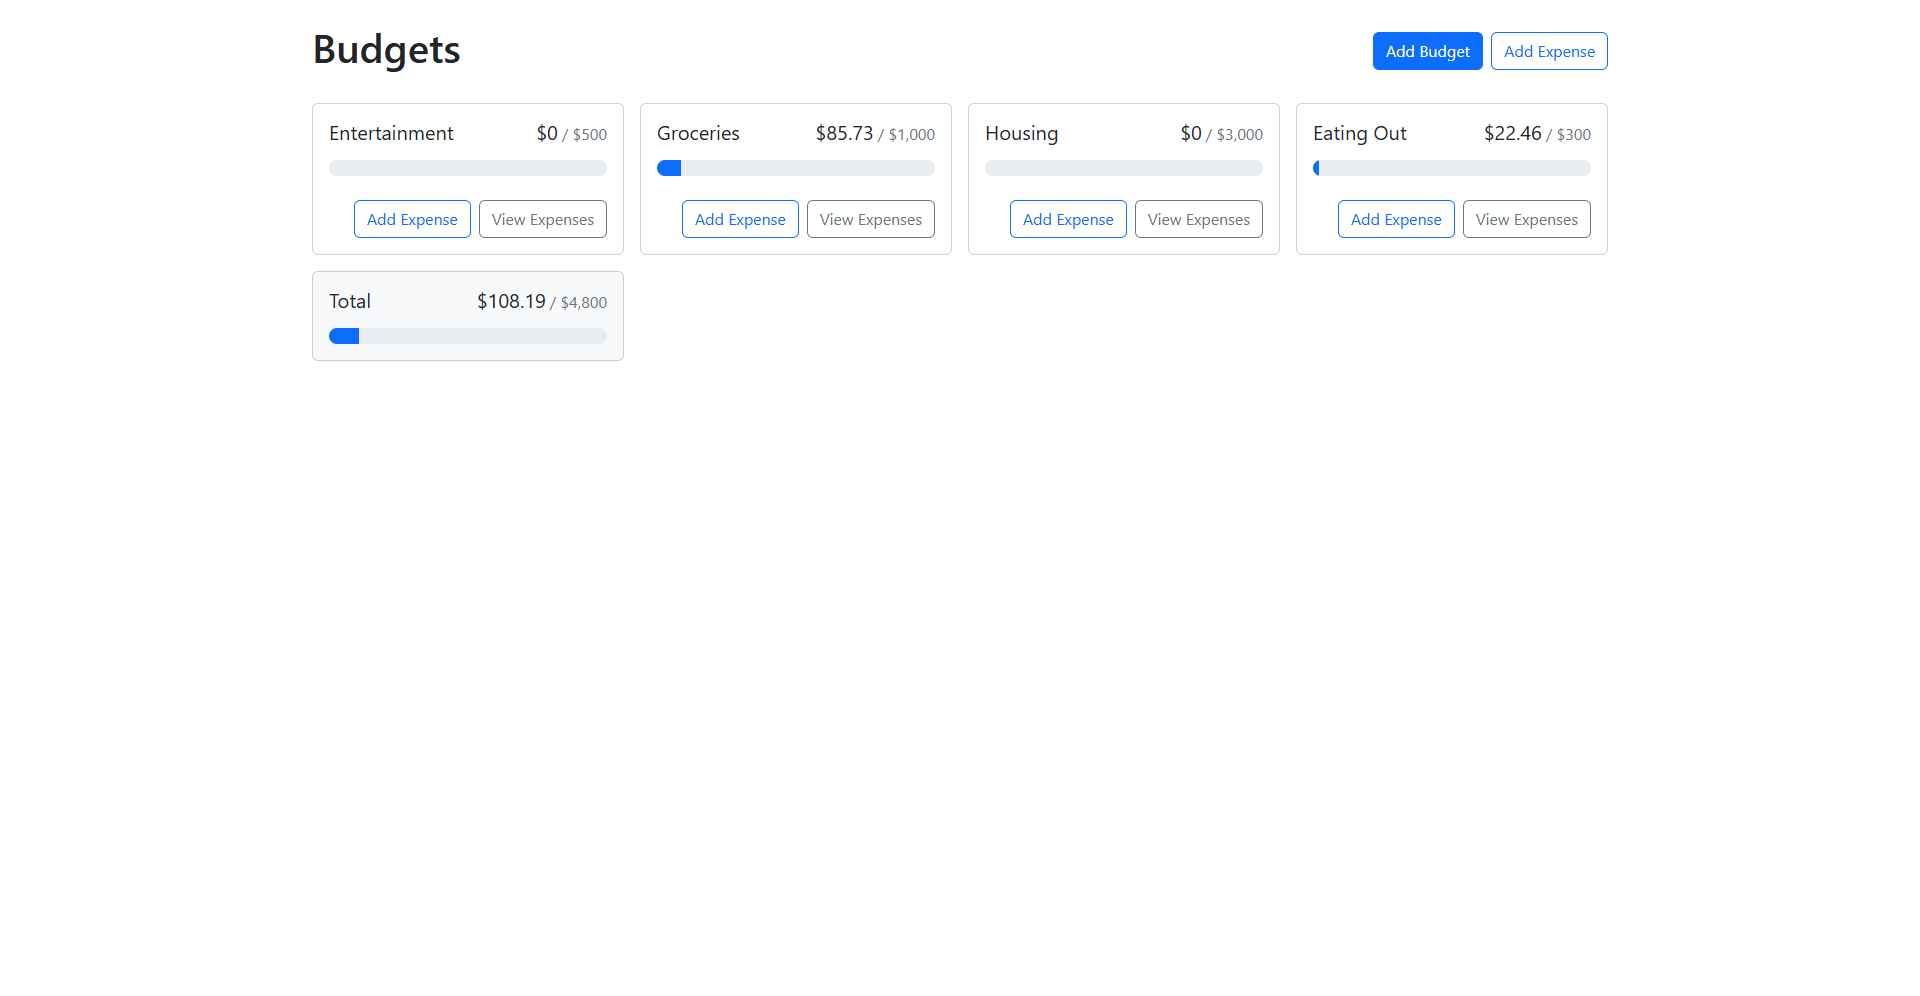 Budgets
Add Budget
Add Expense
Entertainment
$0 / $500
Add Expense
View Expenses
Groceries
$85.73 / $1,000
Add Expense
View Expenses
Housing
$0 / $3,000
Add Expense
View Expenses
Eating Out
$22.46 / $300
Add Expense
View Expenses
Total
$108.19 / $4,800